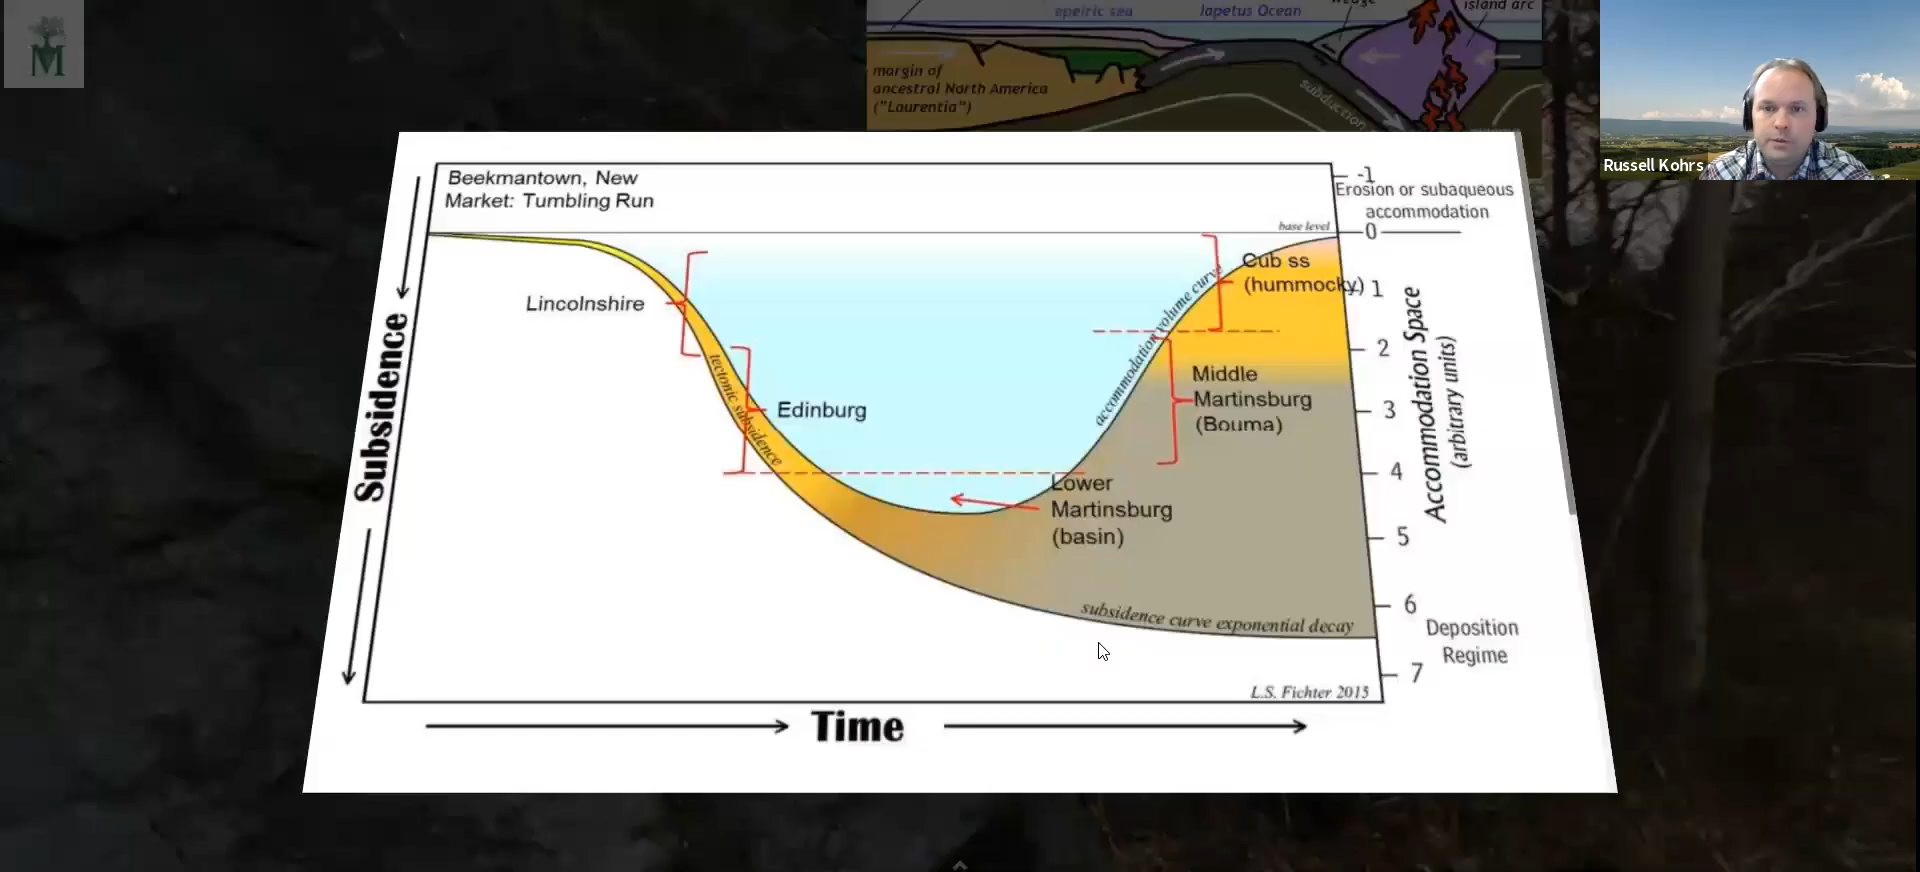 M
epeiric sea
Iapetus Ocean
wedge
island arc
margin of
ancestral North America
("Laurentia")
subduction
Russell Kohrs
Beekmantown, New
Market: Tumbling Run
-1
Erosion or subaqueous
accommodation
base level
0
Cub ss
(hummocky)
1
Lincolnshire
accommodation volume curve
2
tectonic subsidence
Middle
Martinsburg
(Bouma)
3
Edinburg
4
Lower
Martinsburg
(basin)
5
Subsidence
Accommodation Space
(arbitrary units)
6
subsidence curve exponential decay
Deposition
Regime
7
L.S. Fichter 2013
Time